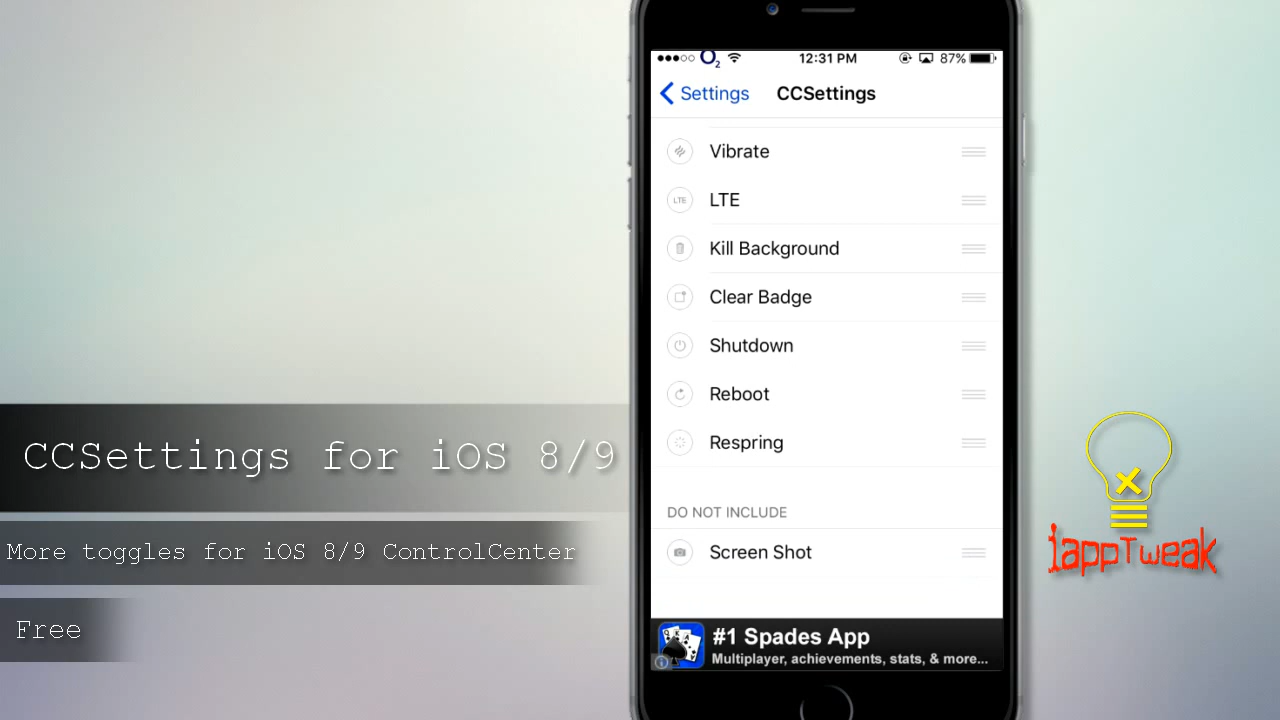 O2 12:31 PM 87%
Settings CCSettings
Vibrate
LTE LTE
Kill Background
Clear Badge
Shutdown
Reboot
Respring
DO NOT INCLUDE
Screen Shot
#1 Spades App
Multiplayer, achievements, stats, & more...
CCSettings for iOS 8/9
More toggles for iOS 8/9 ControlCenter
Free
iappTweak